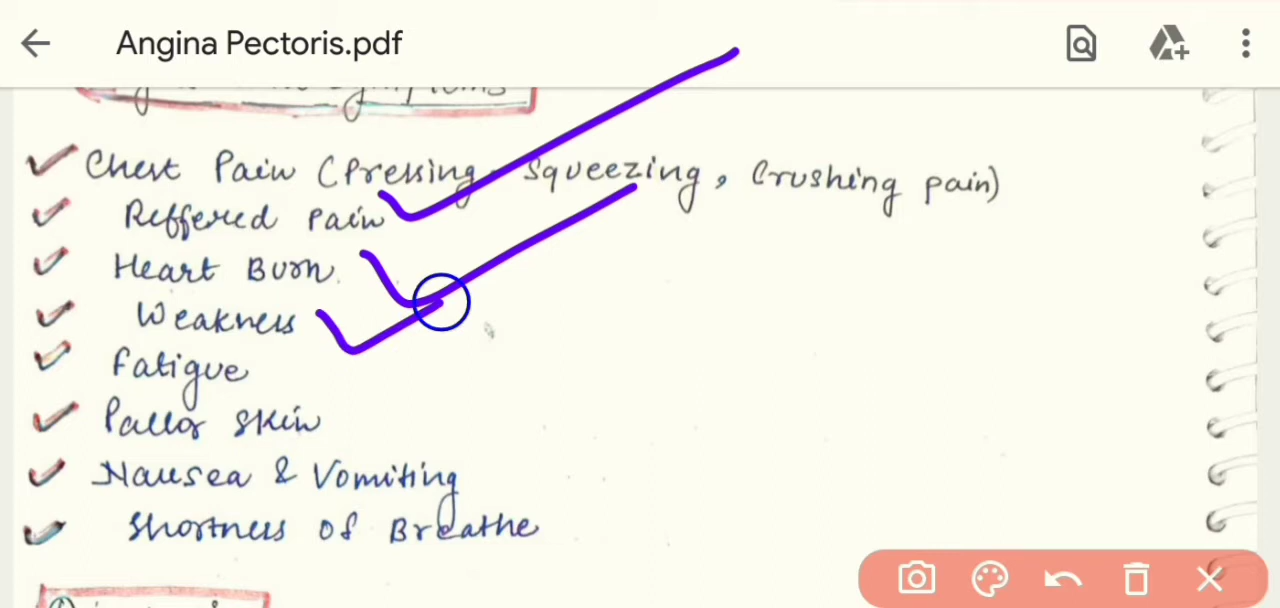 Angina Pectoris.pdf
Chest Pain (Pressing, Squeezing, Crushing pain)
Reffered Pain
Heart Burn.
Weakness
Fatigue
Pallor Skin
Nausea & Vomiting
Shortness of Breathe